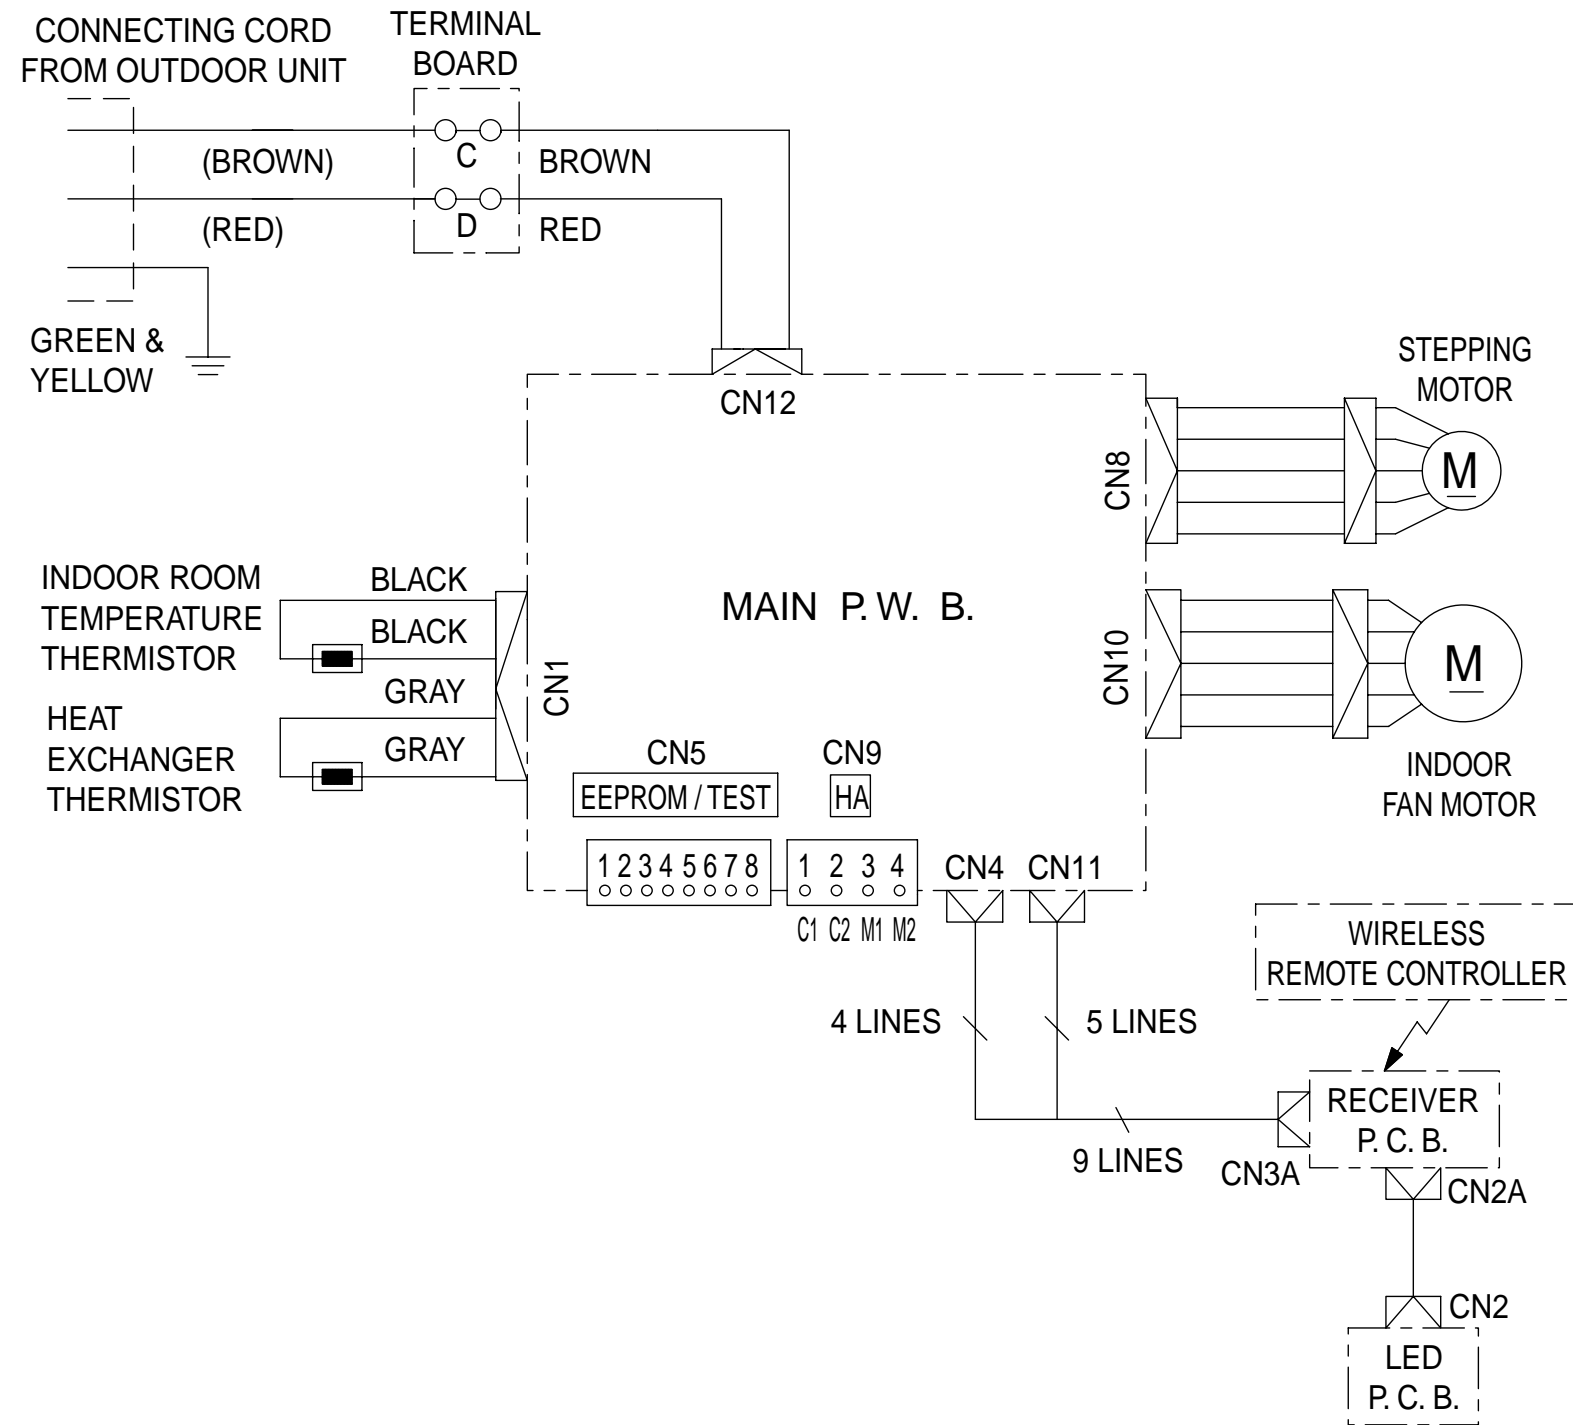 CONNECTING CORD
FROM OUTDOOR UNIT
TERMINAL
BOARD
(BROWN)
C
BROWN
(RED)
D
RED
GREEN &
YELLOW
CN12
STEPPING
MOTOR
CN8
M
INDOOR ROOM
TEMPERATURE
THERMISTOR
BLACK
BLACK
GRAY
HEAT
EXCHANGER
THERMISTOR
GRAY
CN1
MAIN P. W. B.
CN10
M
INDOOR
FAN MOTOR
CN5
EEPROM / TEST
CN9
HA
1 2 3 4 5 6 7 8
1 2 3 4
C1 C2 M1 M2
CN4
CN11
WIRELESS
REMOTE CONTROLLER
4 LINES
5 LINES
9 LINES
CN3A
RECEIVER
P. C. B.
CN2A
CN2
LED
P. C. B.